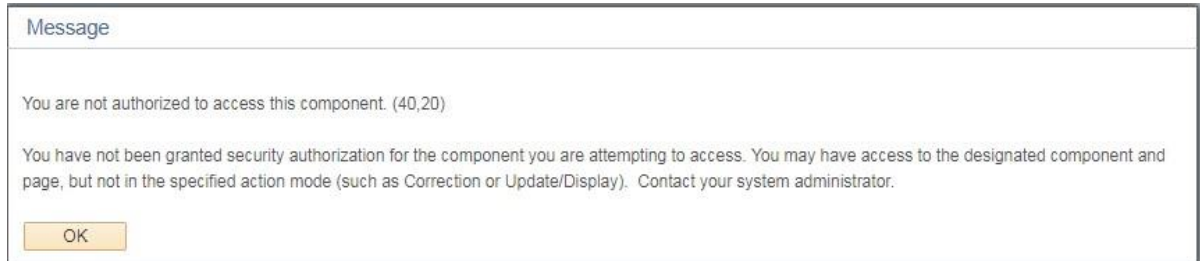 Message
You are not authorized to access this component. (40,20)
You have not been granted security authorization for the component you are attempting to access. You may have access to the designated component and
page, but not in the specified action mode (such as Correction or Update/Display).  Contact your system administrator.
OK